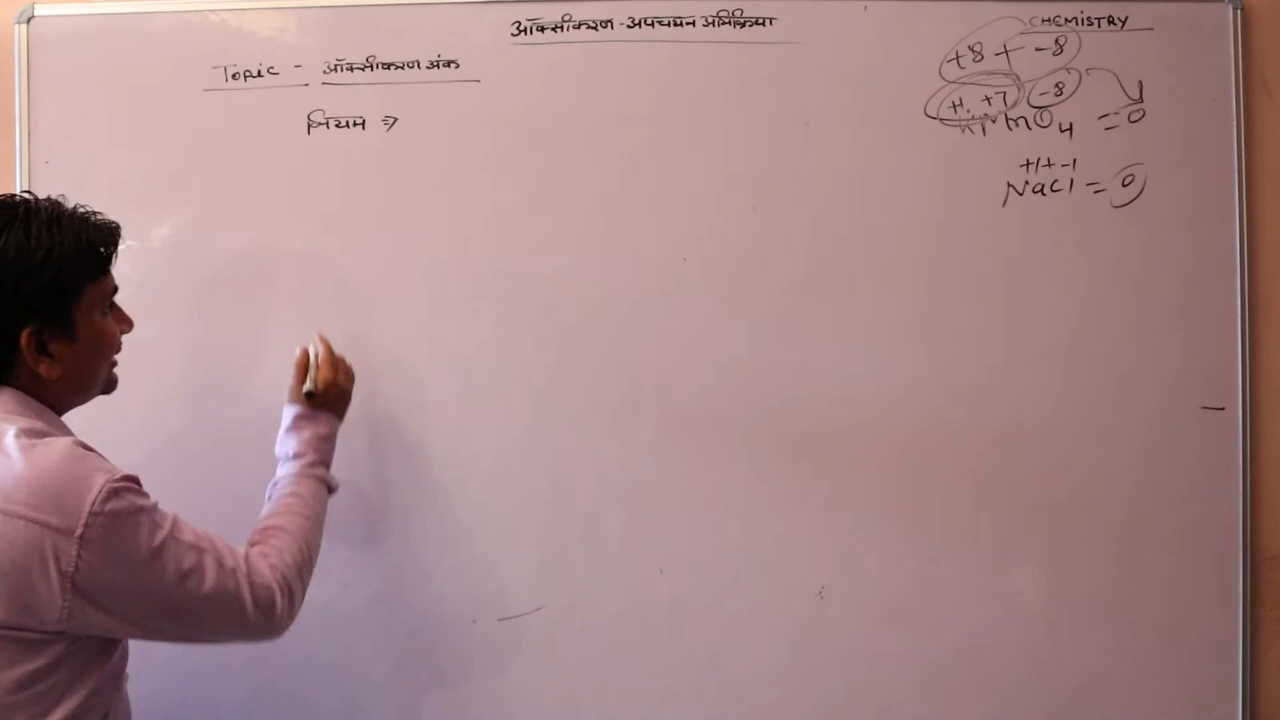 ऑक्सीकरण-अपचयन अभिक्रिया
CHEMISTRY
Topic - ऑक्सीकरण अंक
नियम ⇒
+8 + -8
+1 +7 -8
MnO4 = 0
+1 + -1
NaCl = 0